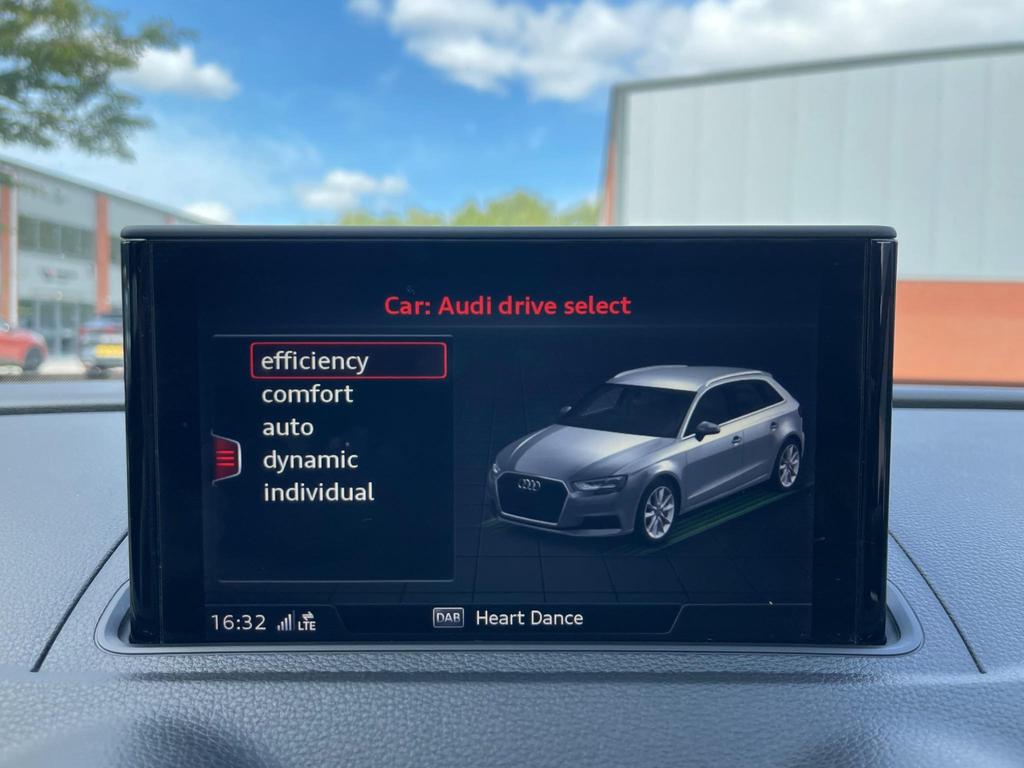 Car: Audi drive select
efficiency
comfort
auto
dynamic
individual
16:32 LTE
DAB Heart Dance